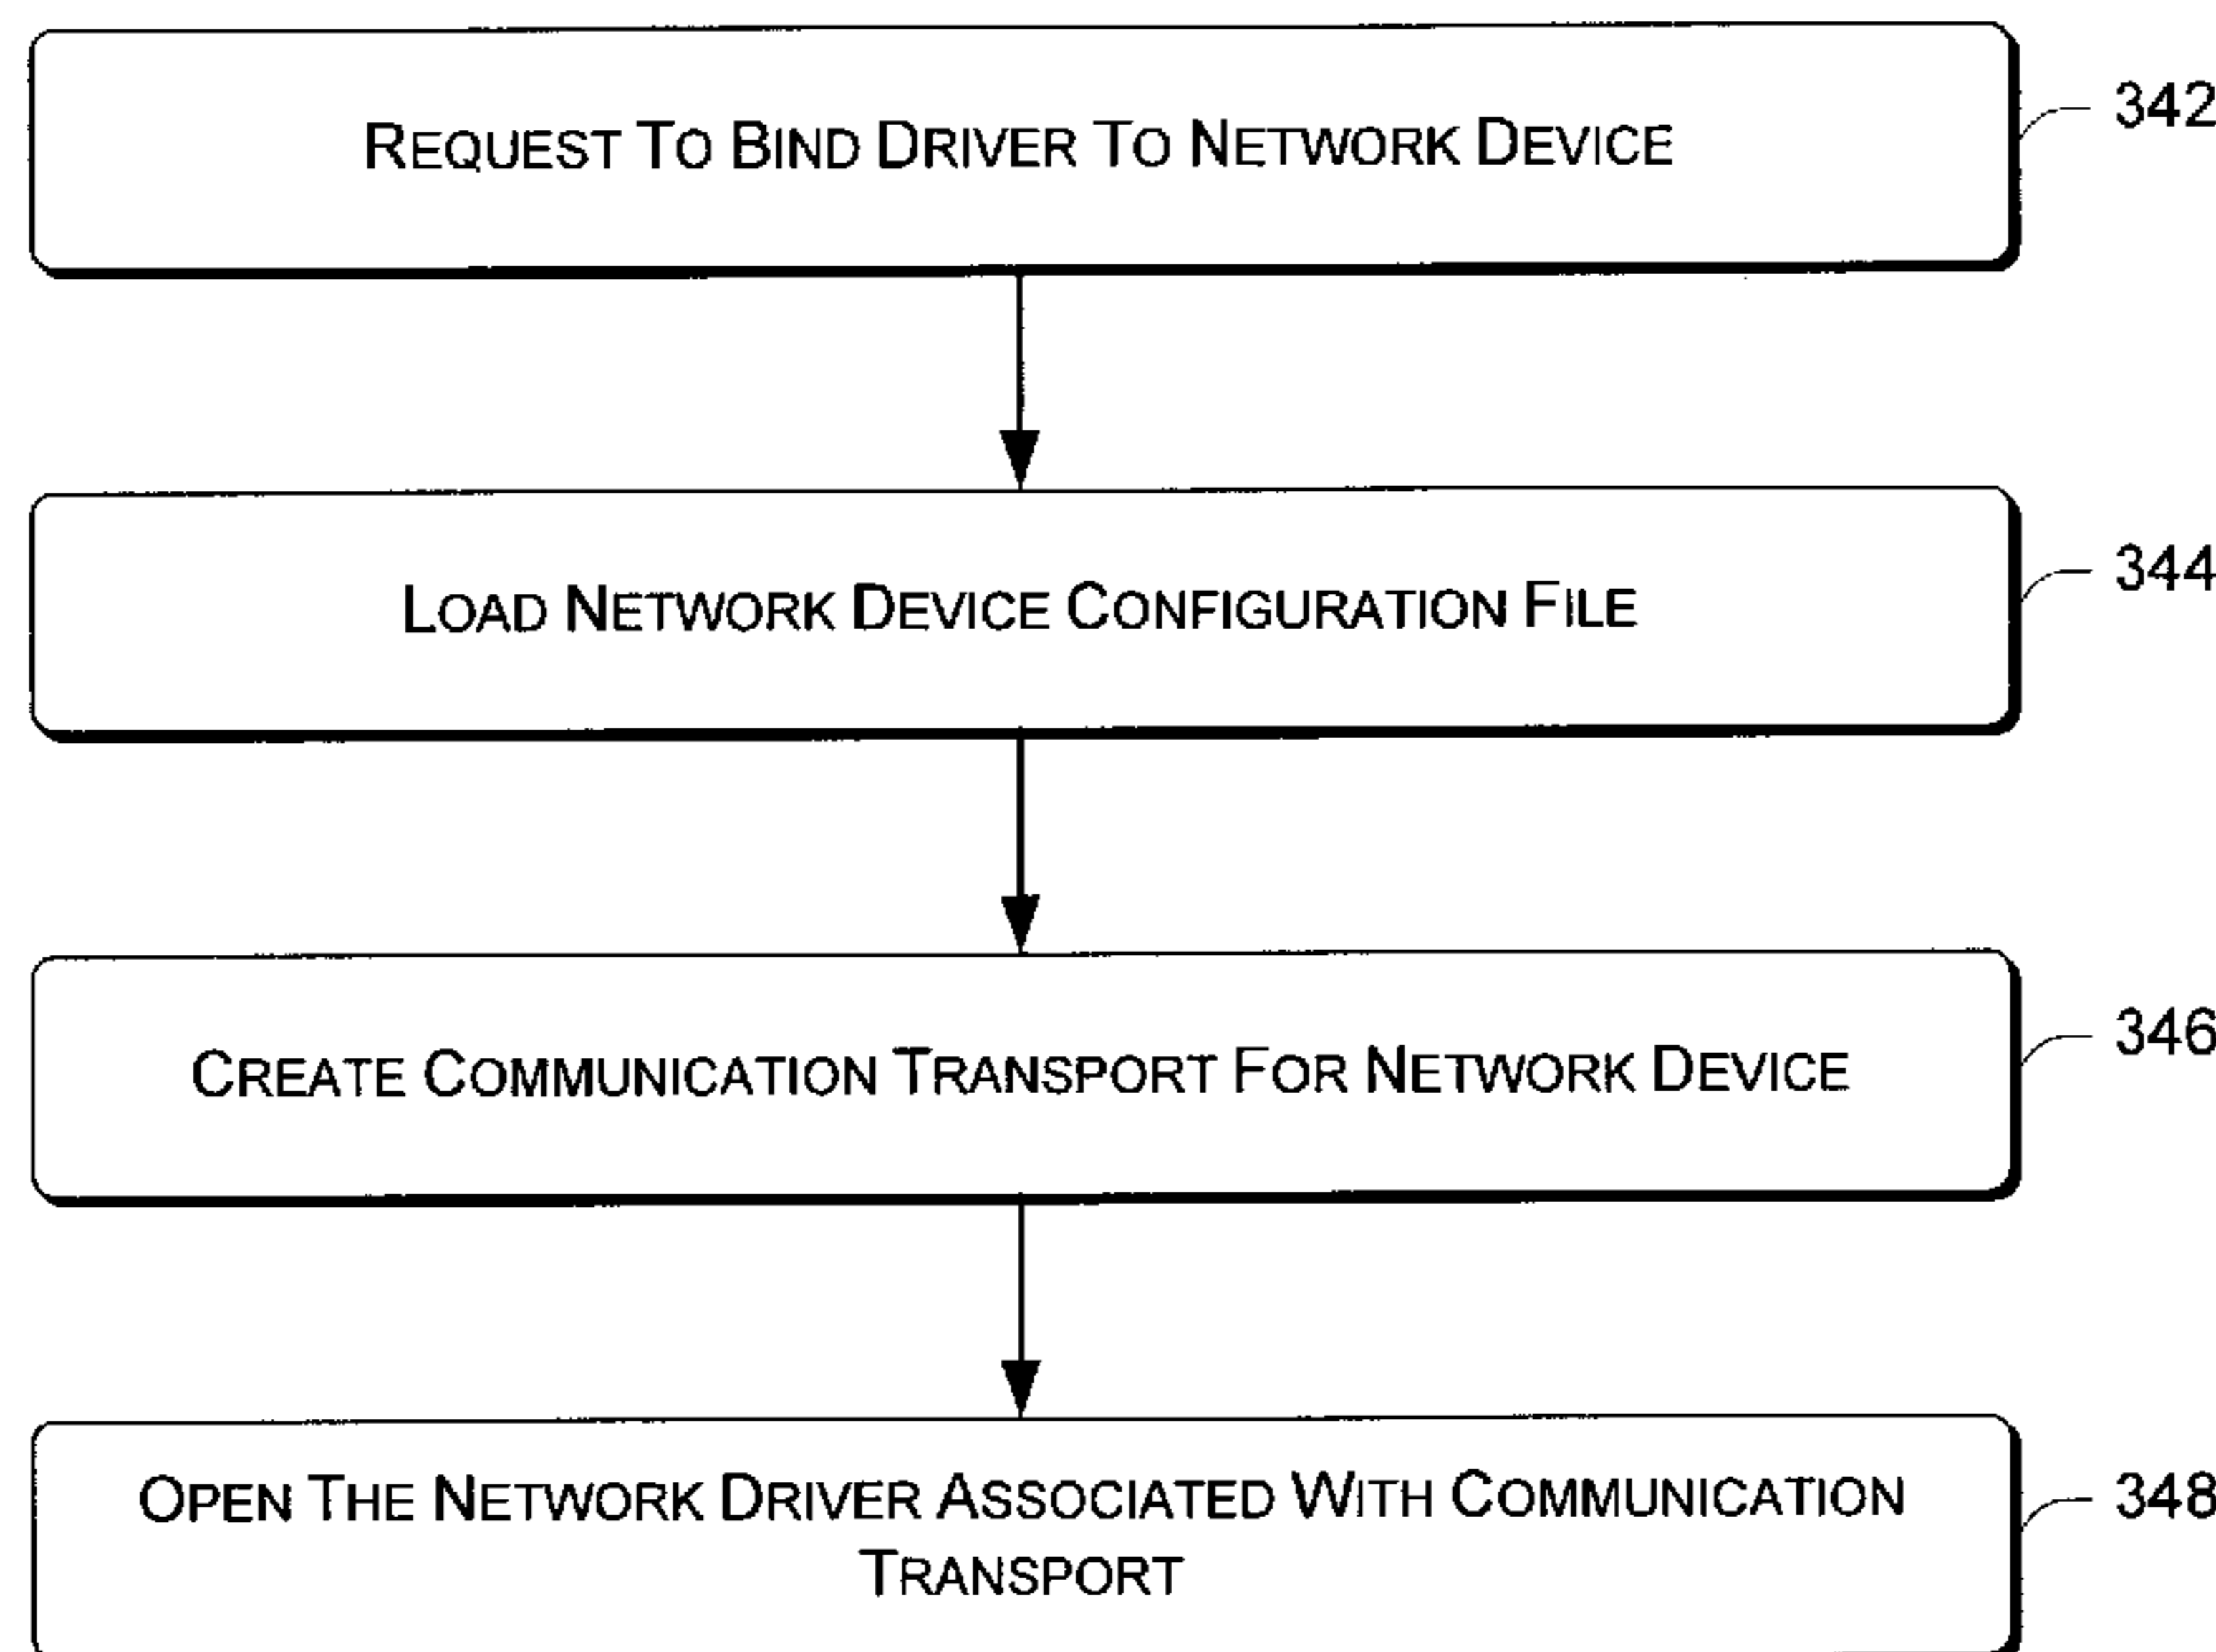 REQUEST TO BIND DRIVER TO NETWORK DEVICE
342
LOAD NETWORK DEVICE CONFIGURATION FILE
344
CREATE COMMUNICATION TRANSPORT FOR NETWORK DEVICE
346
OPEN THE NETWORK DRIVER ASSOCIATED WITH COMMUNICATION
TRANSPORT
348